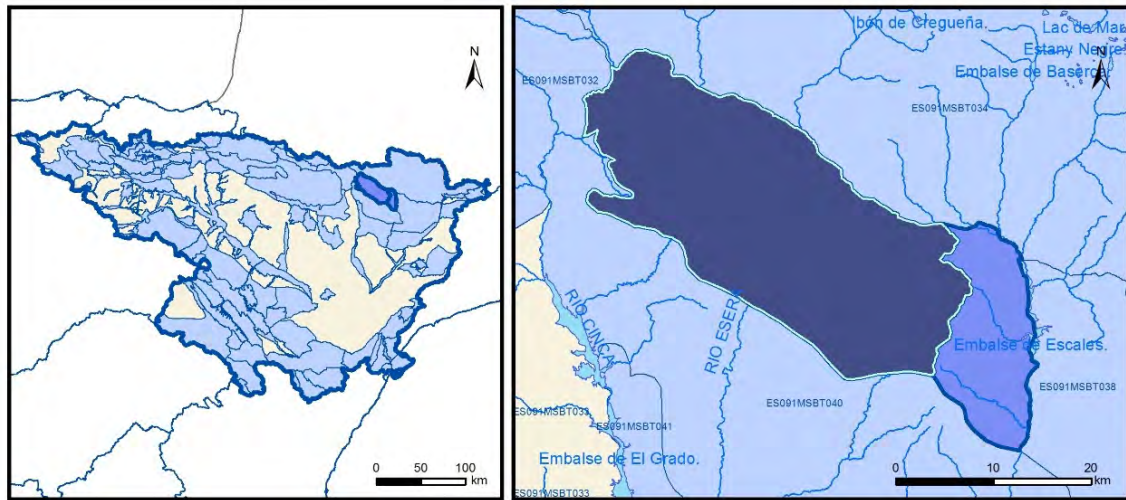 N
0 50 100
km
Ibón de Cregueña.
Lac de Mar
Estany Negre
N
ES091MSBT032
Embalse de Baserca.
ES091MSBT034
RIO CINCA
RIO ESERA
Embalse de Escales.
ES091MSBT038
ES091MSBT040
ES091MSBT033
ES091MSBT041
Embalse de El Grado.
ES091MSBT033
0 10 20
km